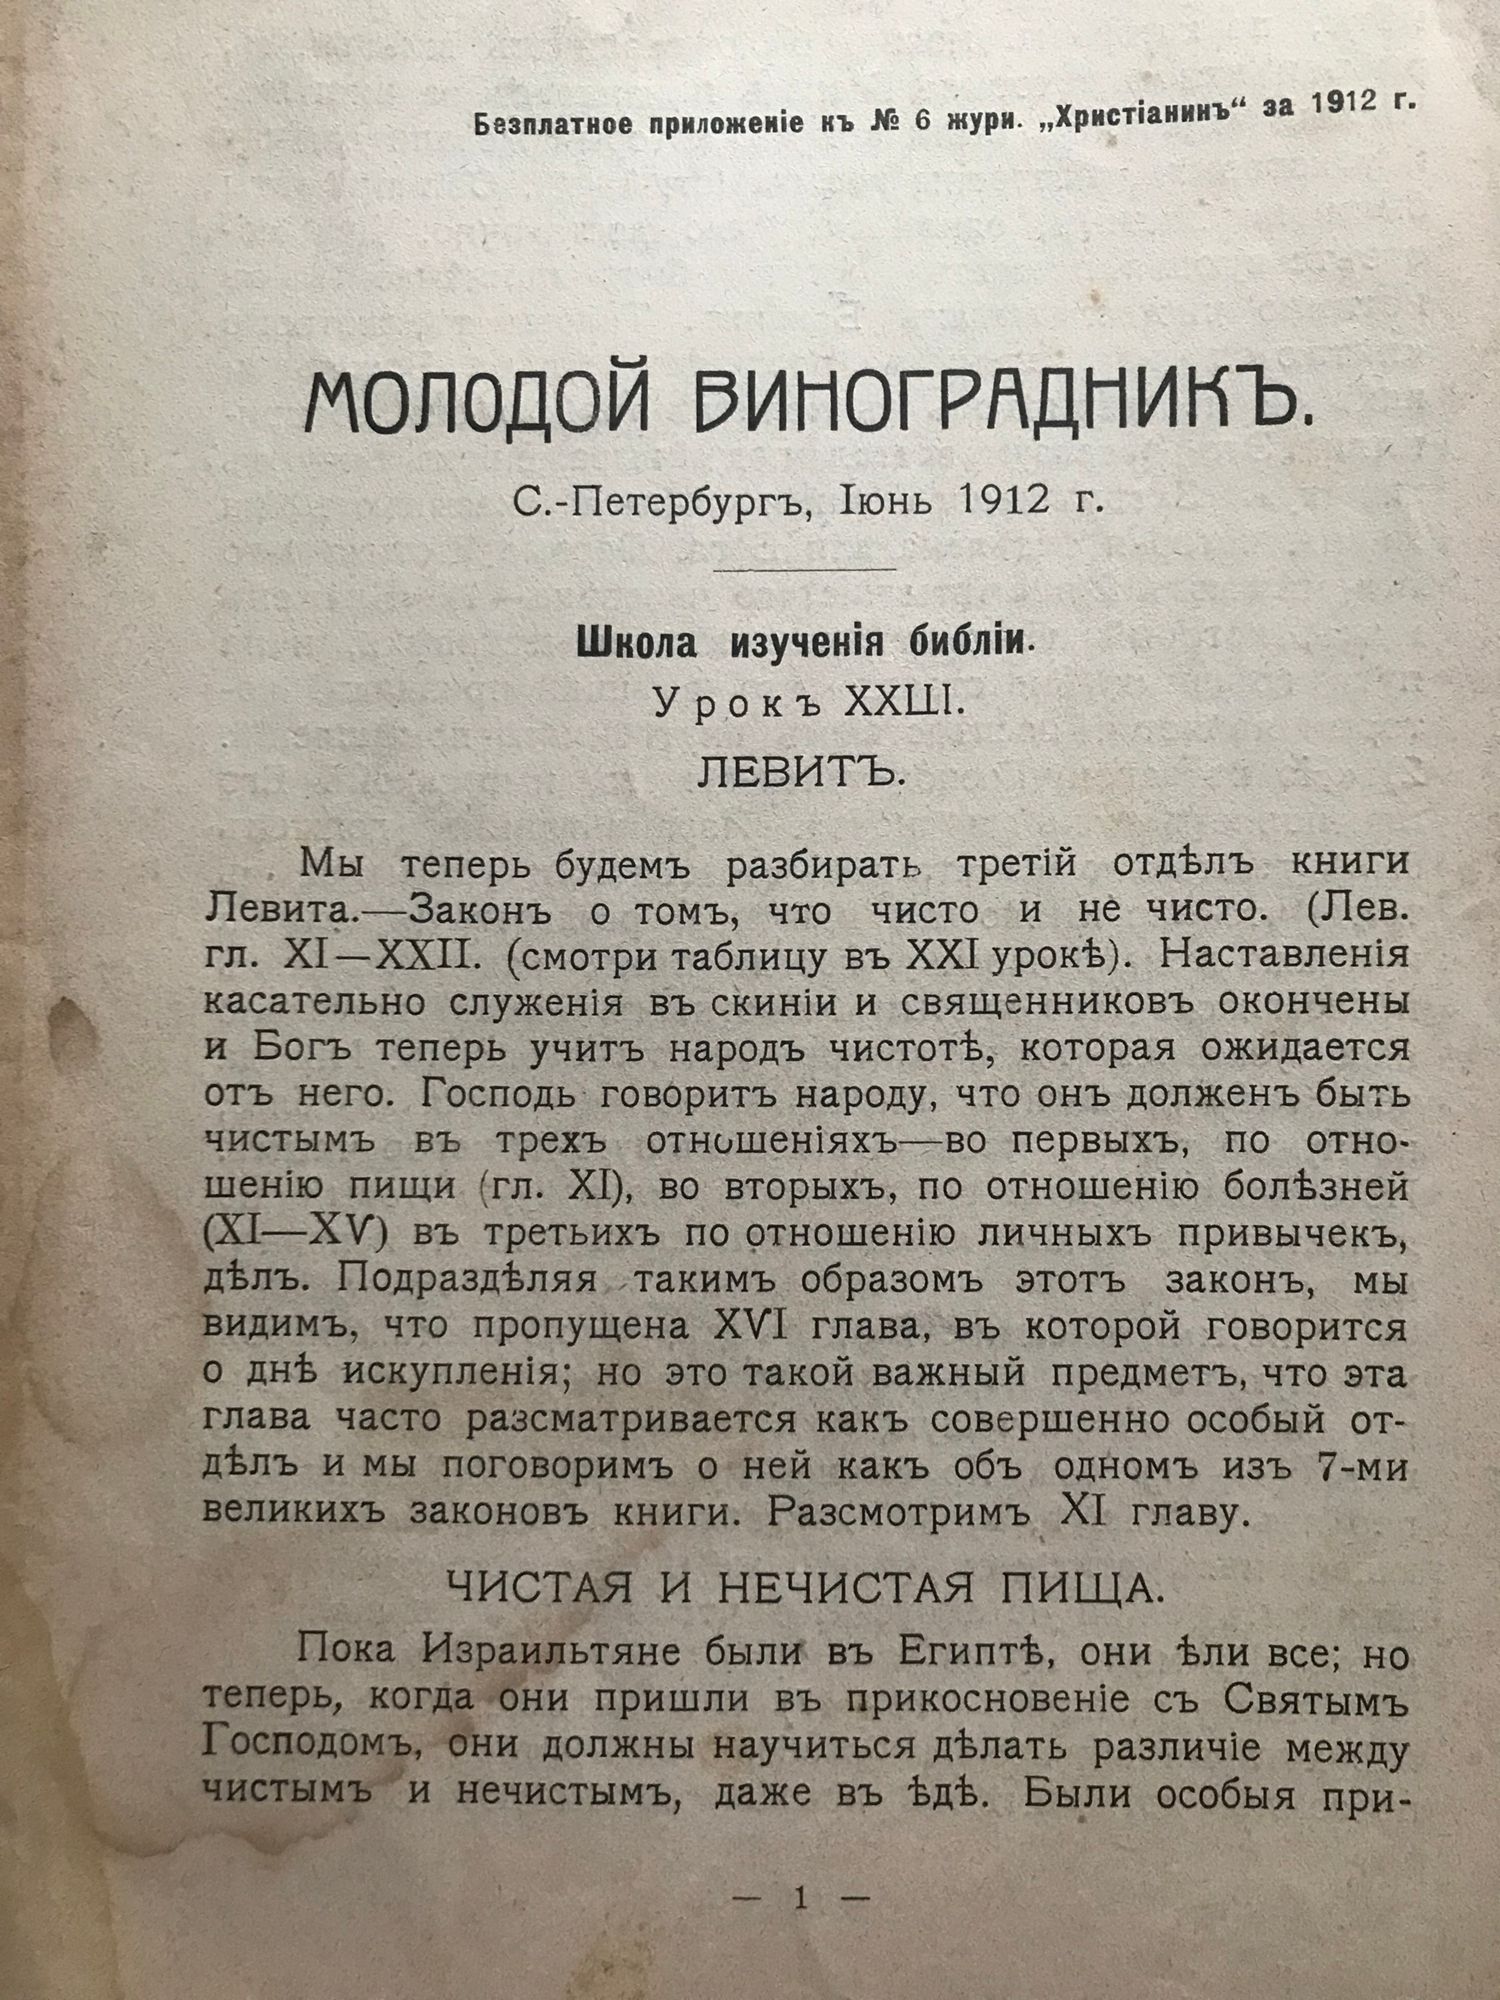 Безплатное приложеніе къ № 6 жури. „Христіанинъ“ за 1912 г.
МОЛОДОЙ ВИНОГРАДНИКЪ.
С.-Петербургъ, Іюнь 1912 г.
Школа изученія библіи.
Урокъ XXШІ.
ЛЕВИТЪ.
Мы теперь будемъ разбирать третій отдѣлъ книги
Левита.—Законъ о томъ, что чисто и не чисто. (Лев.
гл. XI—XXII. (смотри таблицу въ XXI урокѣ). Наставленія
касательно служенія въ скиніи и священниковъ окончены
и Богъ теперь учитъ народъ чистотѣ, которая ожидается
отъ него. Господь говоритъ народу, что онъ долженъ быть
чистымъ въ трехъ отношеніяхъ—во первыхъ, по отно-
шенію пищи (гл. XI), во вторыхъ, по отношенію болѣзней
(XI—XV) въ третьихъ по отношенію личныхъ привычекъ,
дѣлъ. Подраздѣляя такимъ образомъ этотъ законъ, мы
видимъ, что пропущена XVI глава, въ которой говорится
о днѣ искупленія; но это такой важный предметъ, что эта
глава часто разсматривается какъ совершенно особый от-
дѣлъ и мы поговоримъ о ней какъ объ одномъ изъ 7-ми
великихъ законовъ книги. Разсмотримъ XI главу.
ЧИСТАЯ И НЕЧИСТАЯ ПИЩА.
Пока Израильтяне были въ Египтѣ, они ѣли все; но
теперь, когда они пришли въ прикосновеніе съ Святымъ
Господомъ, они должны научиться дѣлать различіе между
чистымъ и нечистымъ, даже въ ѣдѣ. Были особыя при-
— 1 —